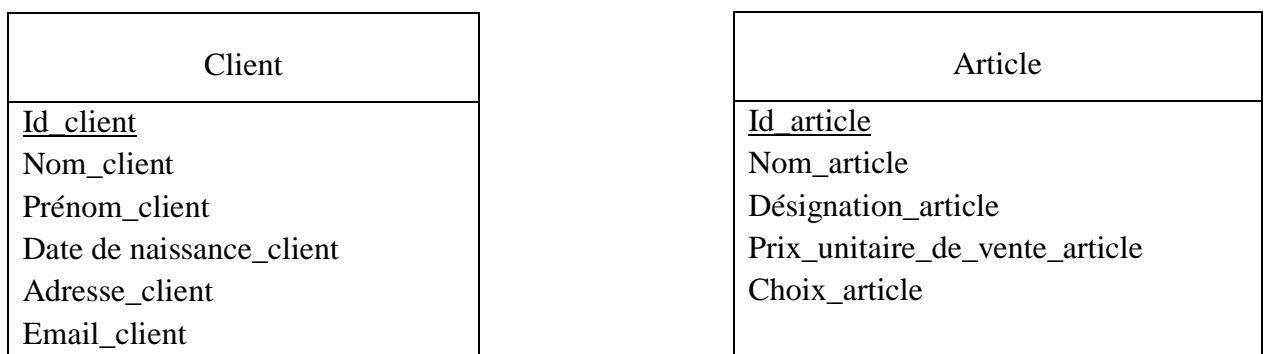 Client
Id_client
Nom_client
Prénom_client
Date de naissance_client
Adresse_client
Email_client
Article
Id_article
Nom_article
Désignation_article
Prix_unitaire_de_vente_article
Choix_article